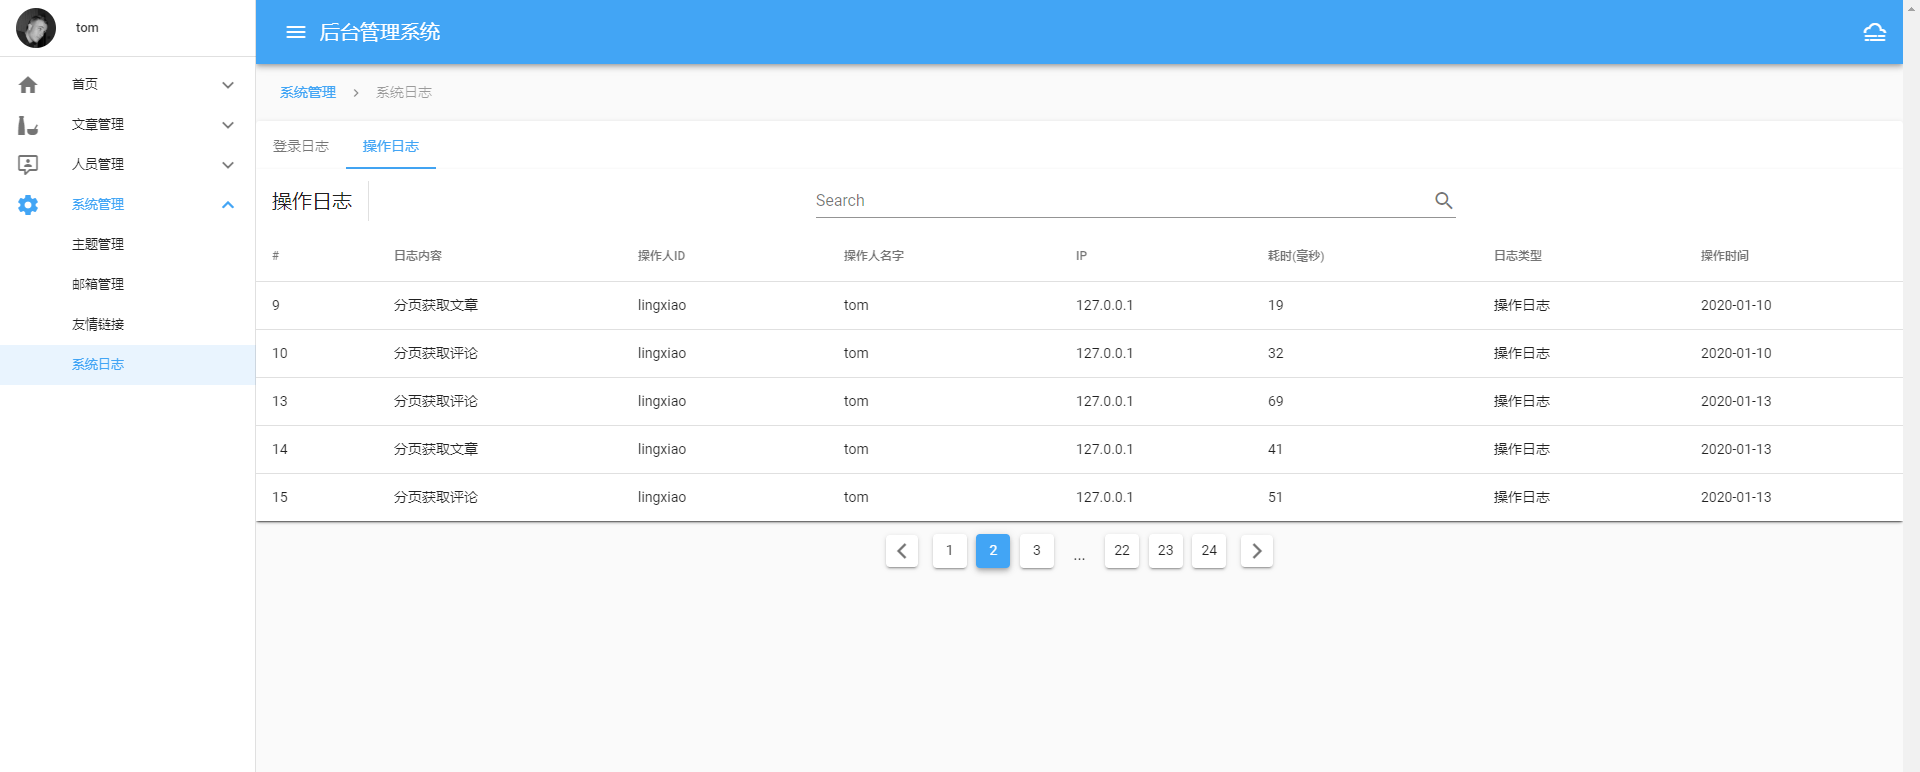 tom
后台管理系统
首页
文章管理
人员管理
系统管理
主题管理
邮箱管理
友情链接
系统日志
系统管理 > 系统日志
登录日志 操作日志
操作日志
Search
# 日志内容 操作人ID 操作人名字 IP 耗时(毫秒) 日志类型 操作时间
9 分页获取文章 lingxiao tom 127.0.0.1 19 操作日志 2020-01-10
10 分页获取评论 lingxiao tom 127.0.0.1 32 操作日志 2020-01-10
13 分页获取评论 lingxiao tom 127.0.0.1 69 操作日志 2020-01-13
14 分页获取文章 lingxiao tom 127.0.0.1 41 操作日志 2020-01-13
15 分页获取评论 lingxiao tom 127.0.0.1 51 操作日志 2020-01-13
1 2 3 ... 22 23 24